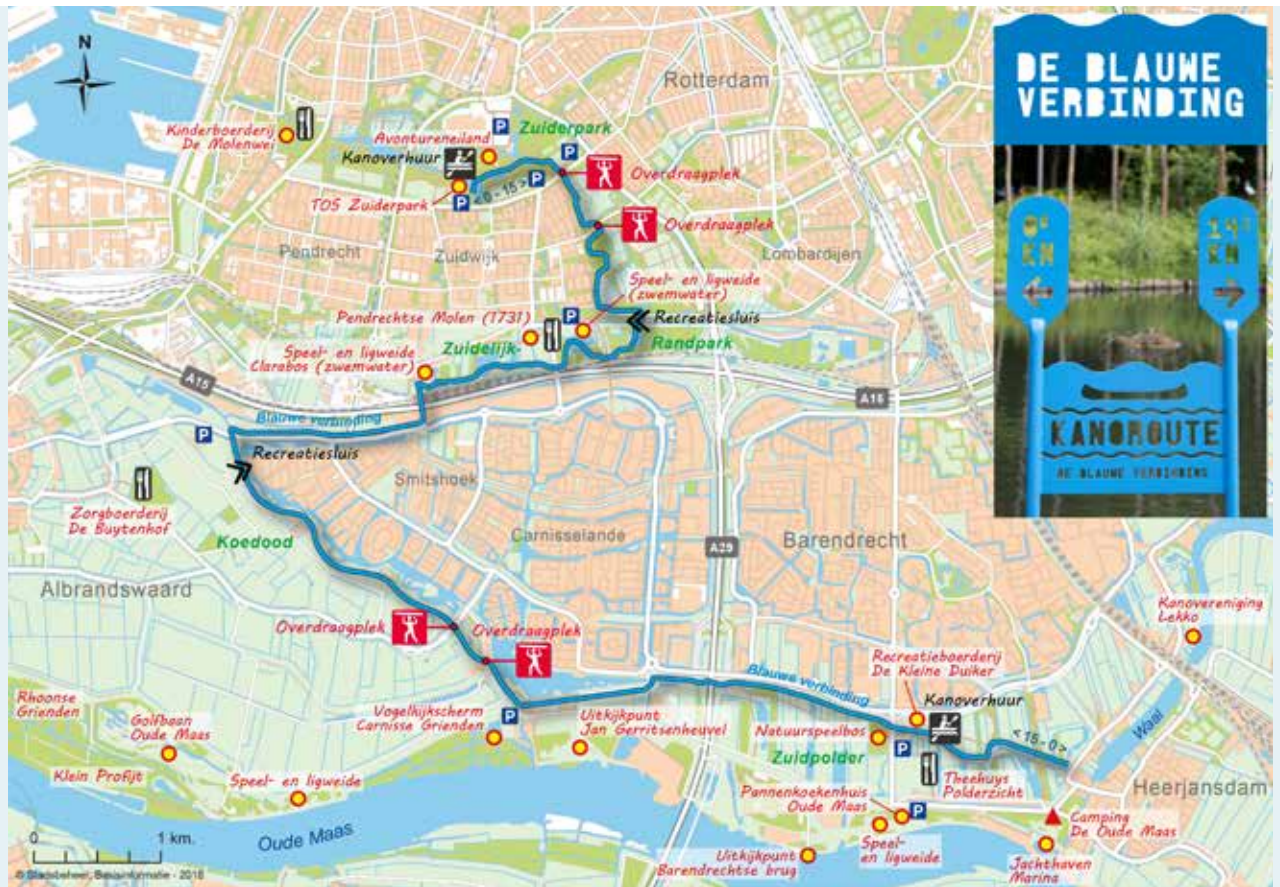 N
Rotterdam
DE BLAUWE
VERBINDING
Kinderboerderij
De Molenwei
Avontureneiland
P
Zuiderpark
P
Kanoverhuur
Overdraagplek
TOS Zuiderpark
<0-15>
P
P
Overdraagplek
Pendrecht
Zuidwijk
Lombardijen
Speel- en ligweide
(zwemwater)
Pendrechtse Molen (1731)
P
Recreatiesluis
Speel- en ligweide
Clarabos (zwemwater)
Zuidelijk-
Randpark
A15
A16
Blauwe verbinding
P
Recreatiesluis
Smitshoek
Zorgboerderij
De Buytenhof
Koedood
Carnisselande
A29
Barendrecht
KANOROUTE
DE BLAUWE VERBINDING
Albrandswaard
Kanovereniging
Lekko
Overdraagplek
Overdraagplek
Recreatieboerderij
De Kleine Duiker
Blauwe verbinding
Kanoverhuur
Rhoonse
Grienden
Golfbaan
Oude Maas
Vogelkijkscherm
Carnisse Grienden
P
Uitkijkpunt
Jan Gerritsenheuvel
Natuurspeelbos
P
<15-0>
Waal
Zuidpolder
Klein Profijt
Speel- en ligweide
Theehuys
Polderzicht
Heerjansdam
Pannenkoekenhuis
Oude Maas
P
Camping
De Oude Maas
0
1 km.
Oude Maas
Uitkijkpunt
Barendrechtse brug
Speel-
en ligweide
Jachthaven
Marina
© Stadsbeheer, Basisinformatie - 2018